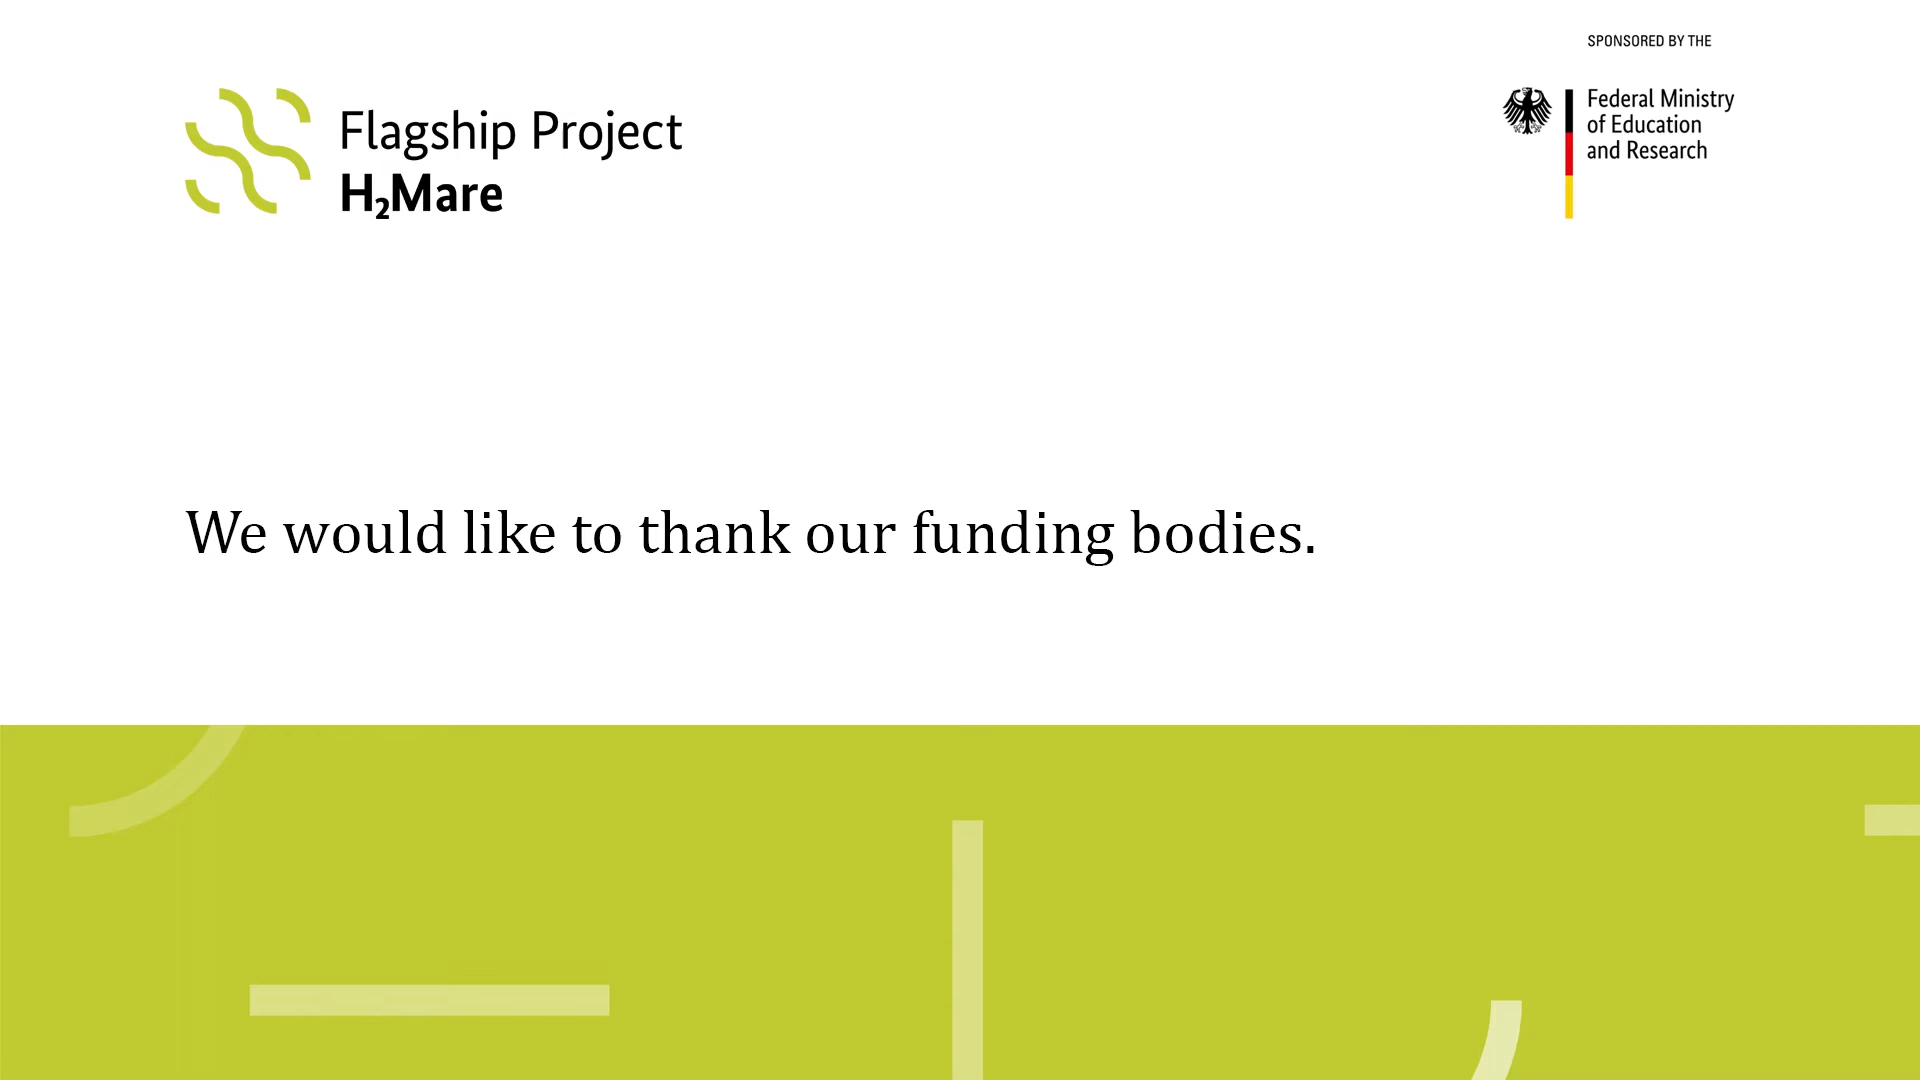 SPONSORED BY THE
Flagship Project
H₂Mare
Federal Ministry
of Education
and Research
We would like to thank our funding bodies.